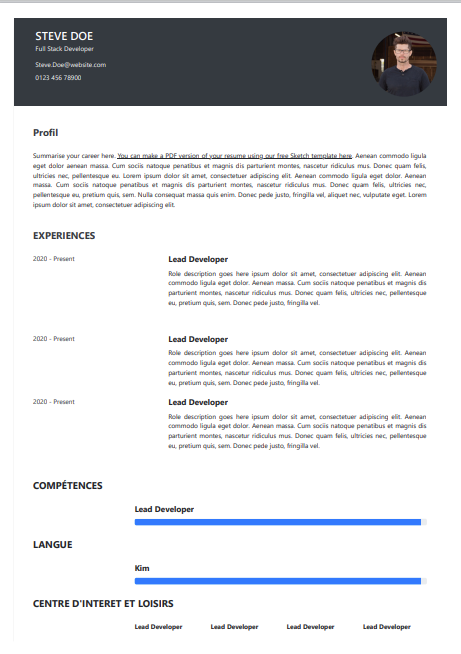 STEVE DOE
Full Stack Developer
Steve.Doe@website.com
0123 456 78900
Profil
Summarise your career here. You can make a PDF version of your resume using our free Sketch template here. Aenean commodo ligula
eget dolor aenean massa. Cum sociis natoque penatibus et magnis dis parturient montes, nascetur ridiculus mus. Donec quam felis,
ultricies nec, pellentesque eu. Lorem ipsum dolor sit amet, consectetuer adipiscing elit. Aenean commodo ligula eget dolor. Aenean
massa. Cum sociis natoque penatibus et magnis dis parturient montes, nascetur ridiculus mus. Donec quam felis, ultricies nec,
pellentesque eu, pretium quis, sem. Nulla consequat massa quis enim. Donec pede justo, fringilla vel, aliquet nec, vulputate eget. Lorem
ipsum dolor sit amet, consectetuer adipiscing elit.
EXPERIENCES
2020 - Present
Lead Developer
Role description goes here ipsum dolor sit amet, consectetuer adipiscing elit. Aenean
commodo ligula eget dolor. Aenean massa. Cum sociis natoque penatibus et magnis dis
parturient montes, nascetur ridiculus mus. Donec quam felis, ultricies nec, pellentesque
eu, pretium quis, sem. Donec pede justo, fringilla vel.
2020 - Present
Lead Developer
Role description goes here ipsum dolor sit amet, consectetuer adipiscing elit. Aenean
commodo ligula eget dolor. Aenean massa. Cum sociis natoque penatibus et magnis dis
parturient montes, nascetur ridiculus mus. Donec quam felis, ultricies nec, pellentesque
eu, pretium quis, sem. Donec pede justo, fringilla vel.
2020 - Present
Lead Developer
Role description goes here ipsum dolor sit amet, consectetuer adipiscing elit. Aenean
commodo ligula eget dolor. Aenean massa. Cum sociis natoque penatibus et magnis dis
parturient montes, nascetur ridiculus mus. Donec quam felis, ultricies nec, pellentesque
eu, pretium quis, sem. Donec pede justo, fringilla vel.
COMPÉTENCES
Lead Developer
LANGUE
Kim
CENTRE D'INTERET ET LOISIRS
Lead Developer Lead Developer Lead Developer Lead Developer